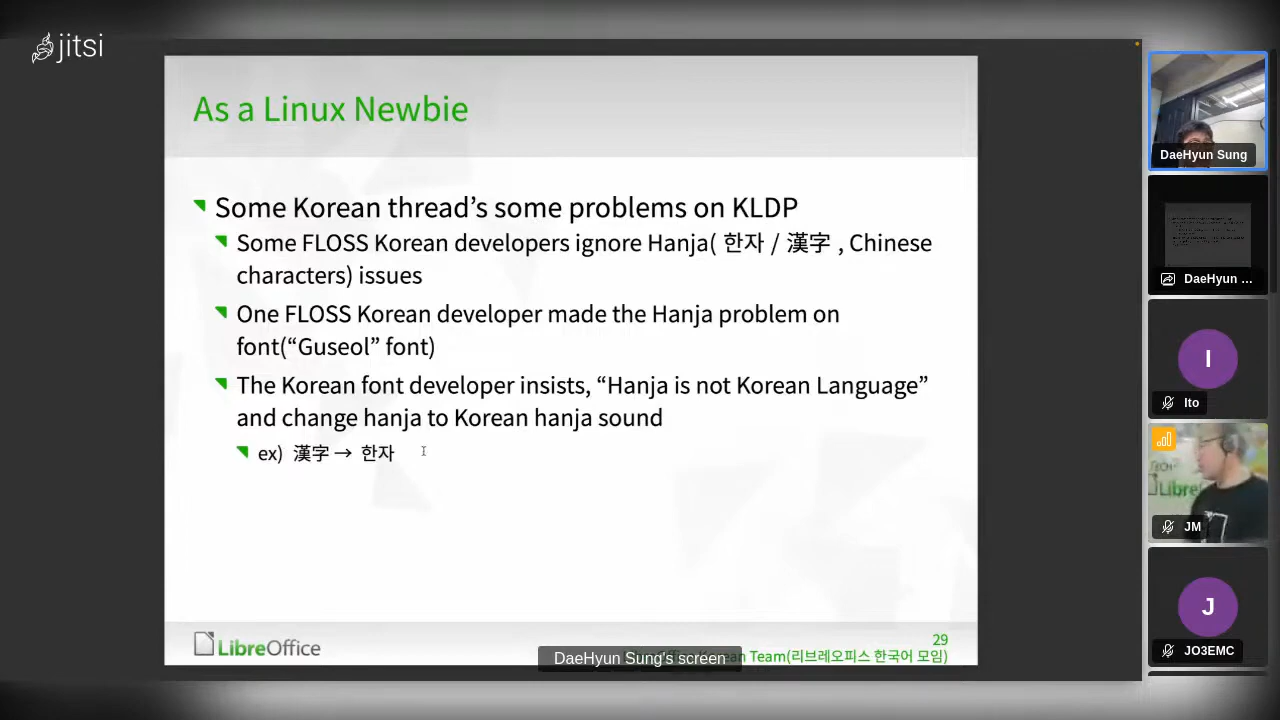 jitsi
As a Linux Newbie
Some Korean thread’s some problems on KLDP
Some FLOSS Korean developers ignore Hanja( 한자 / 漢字 , Chinese
characters) issues
One FLOSS Korean developer made the Hanja problem on
font(“Guseol” font)
The Korean font developer insists, “Hanja is not Korean Language”
and change hanja to Korean hanja sound
ex) 漢字 → 한자
LibreOffice
29
Korean Team(리브레오피스 한국어 모임)
DaeHyun Sung's screen
DaeHyun Sung
DaeHyun ...
I
Ito
Libre
JM
J
JO3EMC